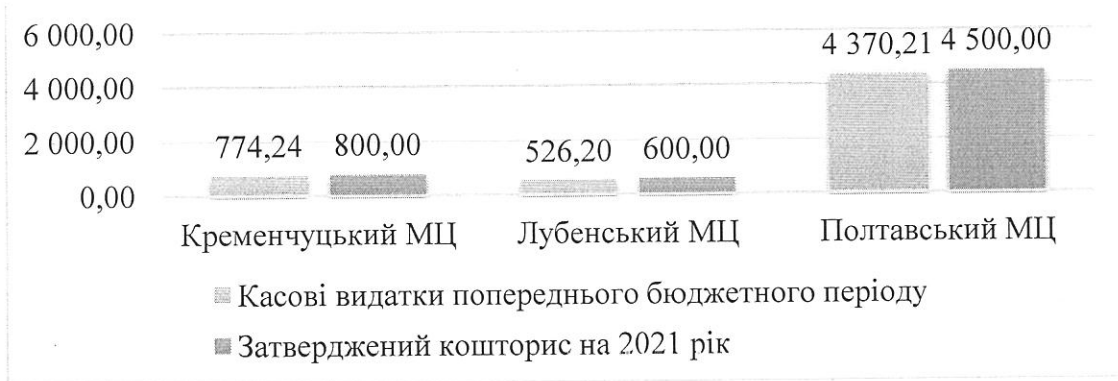 6 000,00
4 000,00
2 000,00
0,00
774,24 800,00
526,20 600,00
4 370,21 4 500,00
Кременчуцький МЦ Лубенський МЦ Полтавський МЦ
Касові видатки попереднього бюджетного періоду
Затверджений кошторис на 2021 рік